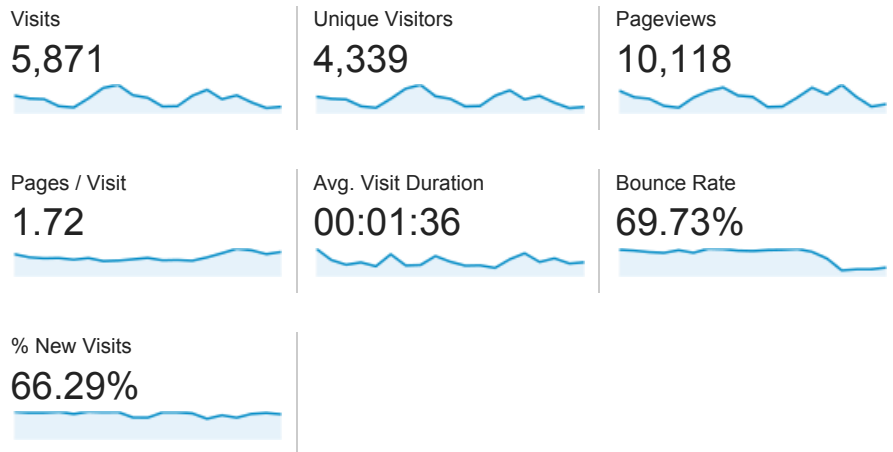 Visits
5,871
Unique Visitors
4,339
Pageviews
10,118
Pages / Visit
1.72
Avg. Visit Duration
00:01:36
Bounce Rate
69.73%
% New Visits
66.29%